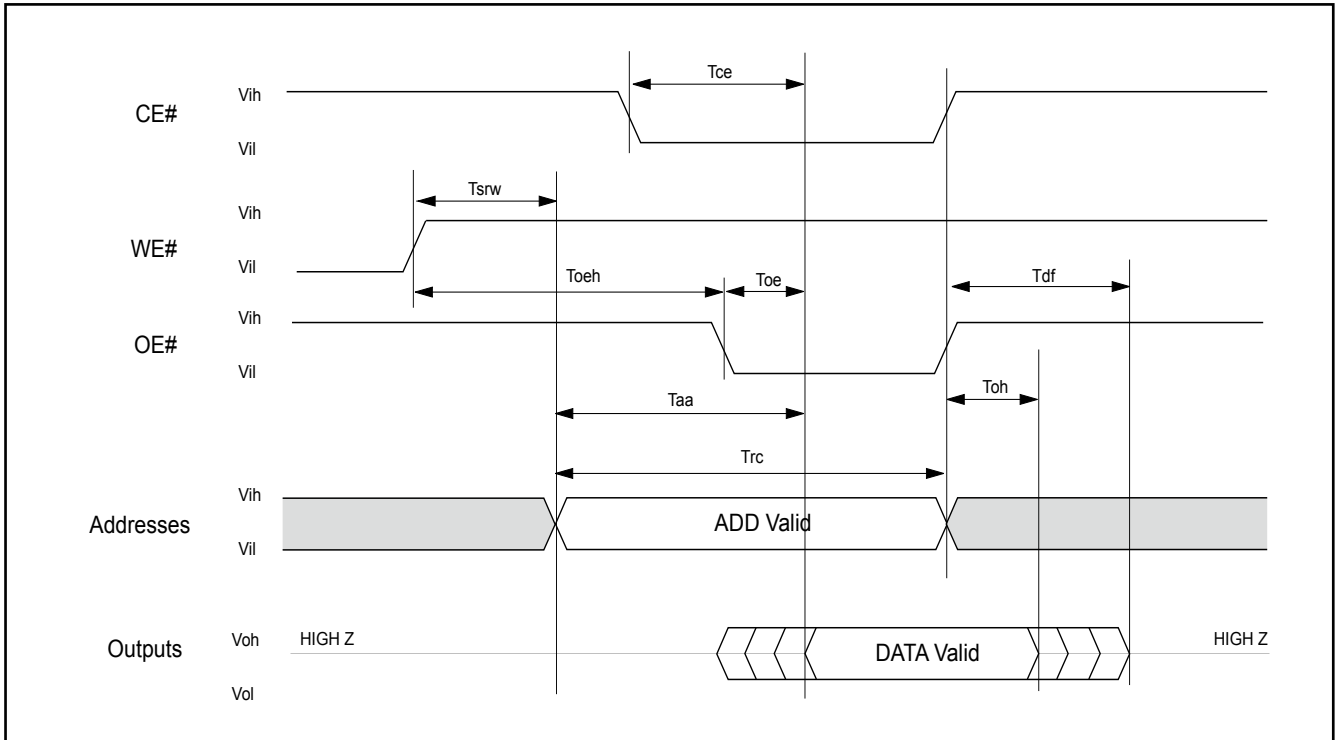 Tce
CE#
Vih
Vil
Tsrw
WE#
Vih
Vil
Toeh
Toe
Tdf
OE#
Vih
Vil
Taa
Toh
Trc
Addresses
Vih
Vil
ADD Valid
Outputs
Voh
Vol
HIGH Z
DATA Valid
HIGH Z